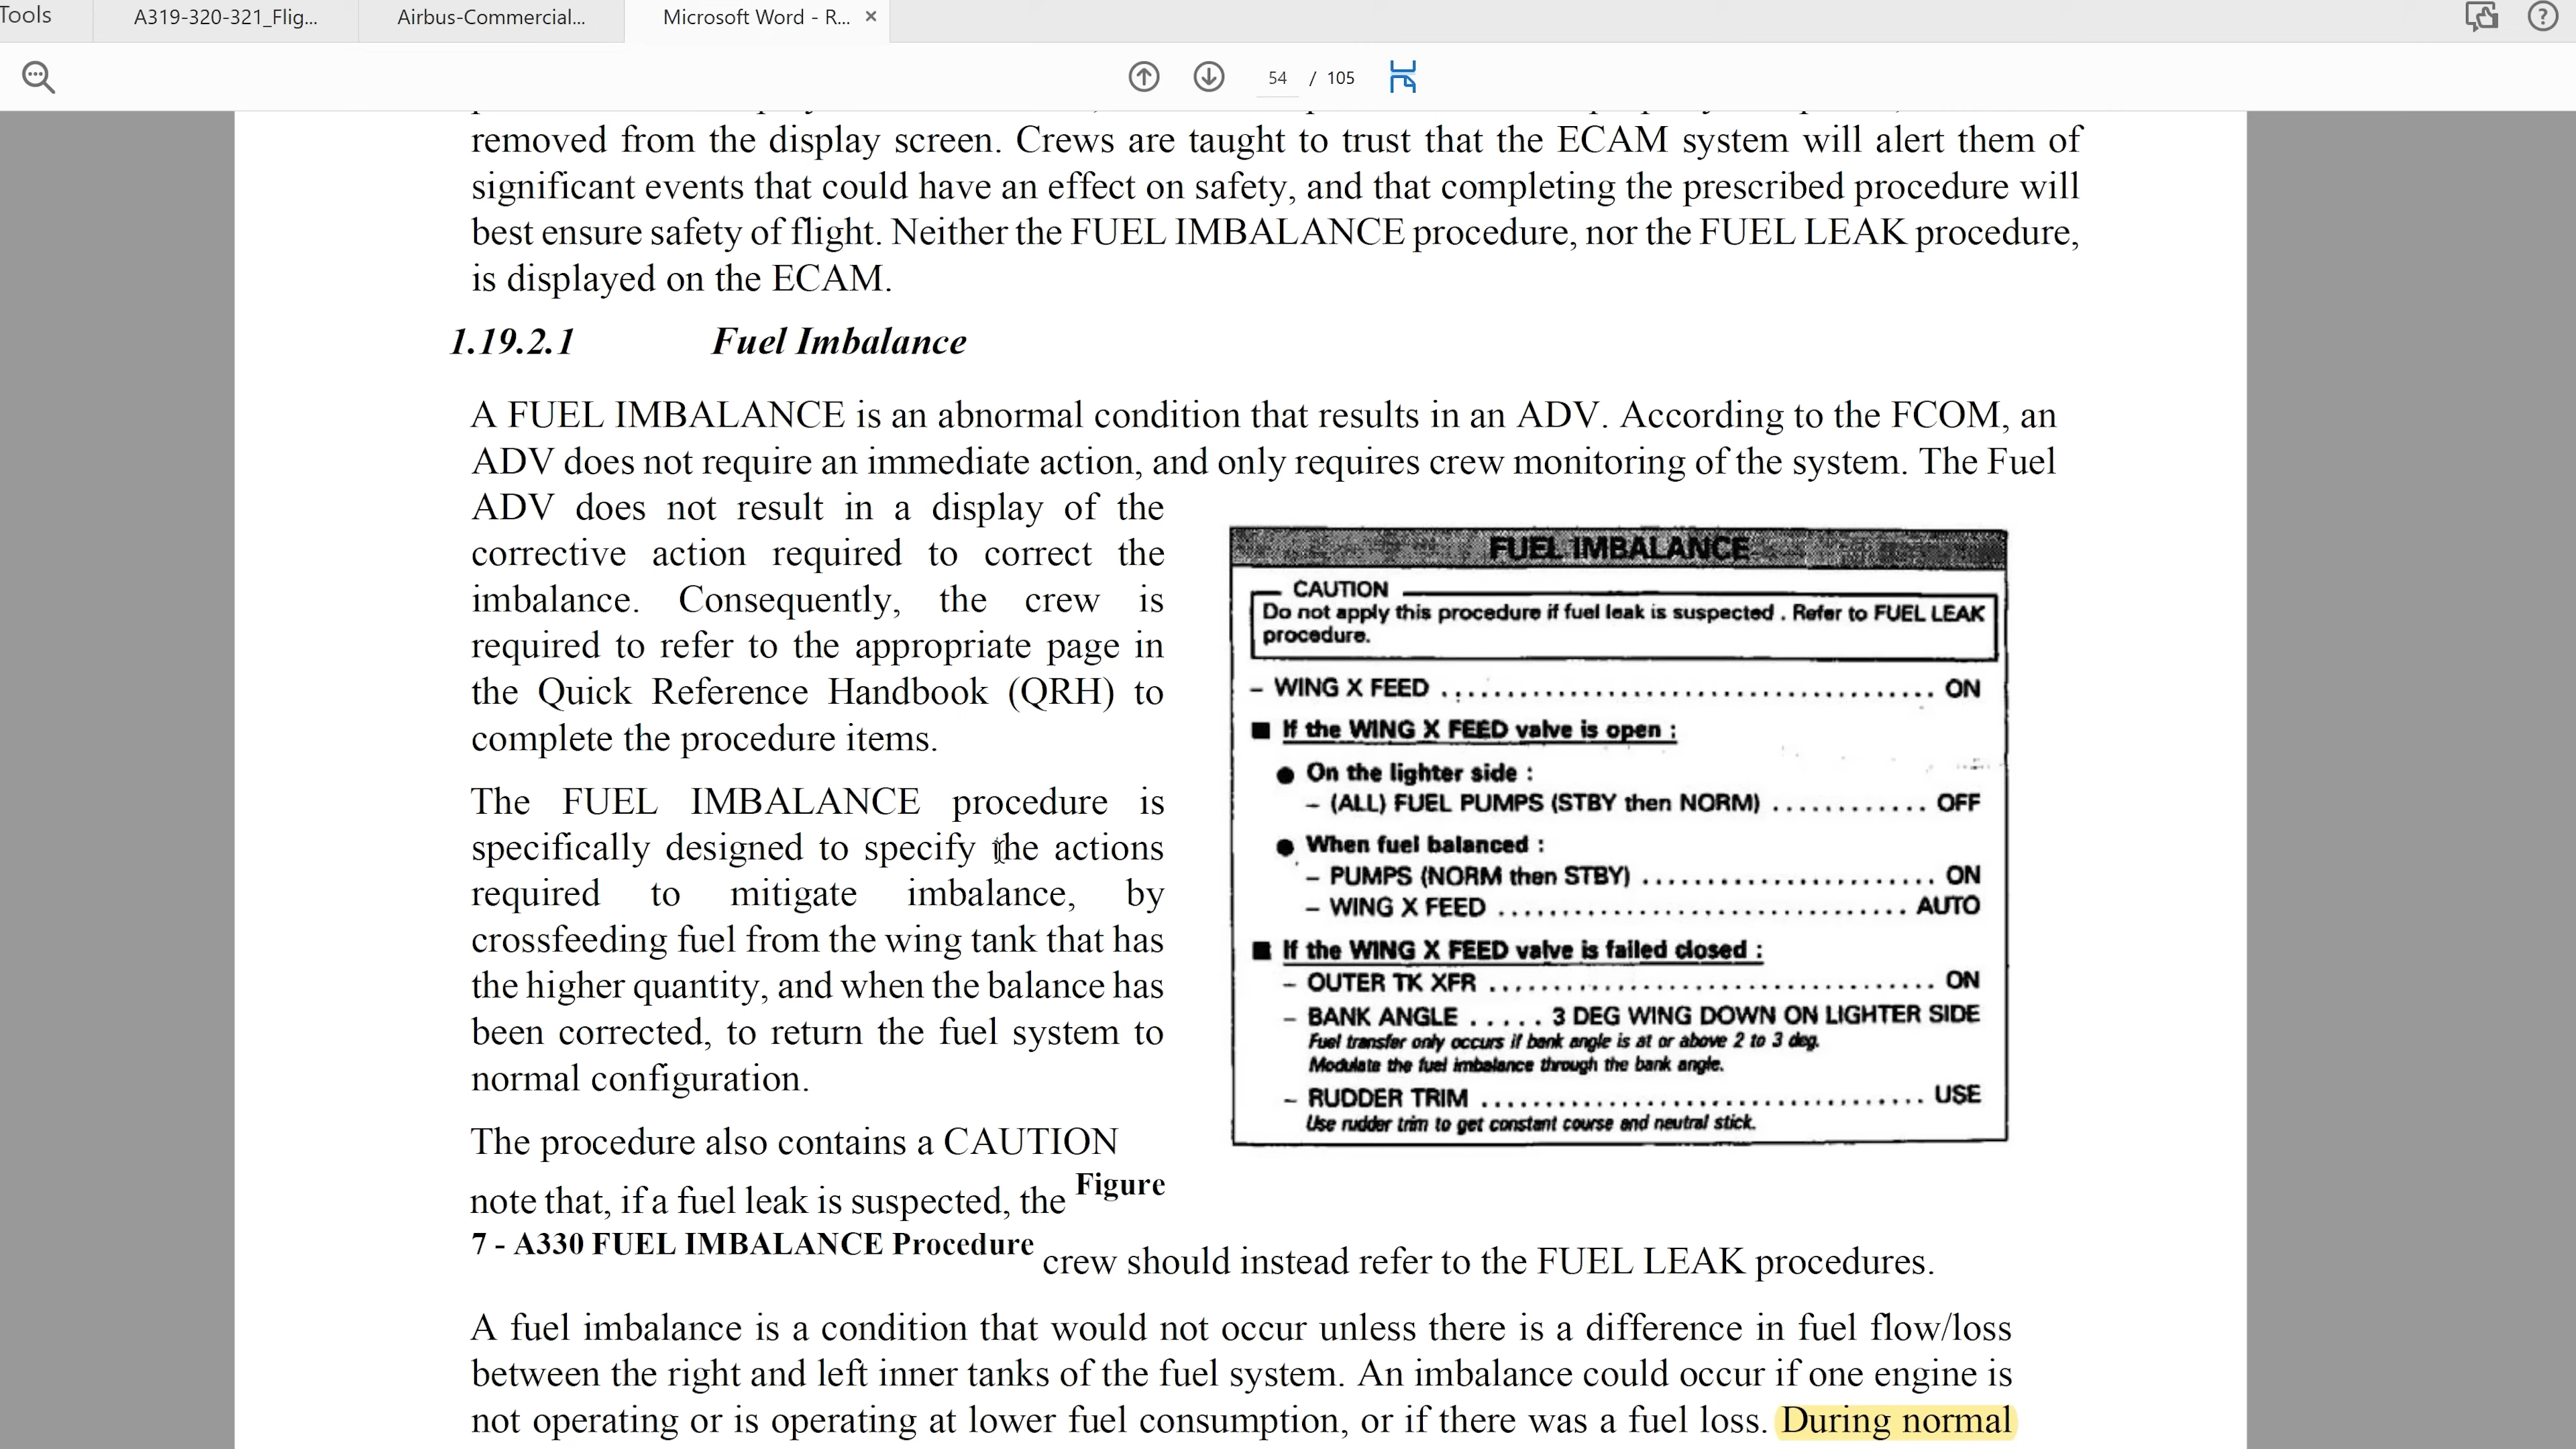 Tools
A319-320-321_Flig...
Airbus-Commercial...
Microsoft Word - R... ×
54 / 105
removed from the display screen. Crews are taught to trust that the ECAM system will alert them of
significant events that could have an effect on safety, and that completing the prescribed procedure will
best ensure safety of flight. Neither the FUEL IMBALANCE procedure, nor the FUEL LEAK procedure,
is displayed on the ECAM.
1.19.2.1 Fuel Imbalance
A FUEL IMBALANCE is an abnormal condition that results in an ADV. According to the FCOM, an
ADV does not require an immediate action, and only requires crew monitoring of the system. The Fuel
ADV does not result in a display of the
corrective action required to correct the
imbalance. Consequently, the crew is
required to refer to the appropriate page in
the Quick Reference Handbook (QRH) to
complete the procedure items.
The FUEL IMBALANCE procedure is
specifically designed to specify the actions
required to mitigate imbalance, by
crossfeeding fuel from the wing tank that has
the higher quantity, and when the balance has
been corrected, to return the fuel system to
normal configuration.
The procedure also contains a CAUTION
note that, if a fuel leak is suspected, the Figure
7 - A330 FUEL IMBALANCE Procedure crew should instead refer to the FUEL LEAK procedures.
FUEL IMBALANCE
CAUTION
Do not apply this procedure if fuel leak is suspected . Refer to FUEL LEAK
procedure.
– WING X FEED ........................................ ON
■ If the WING X FEED valve is open :
● On the lighter side :
– (ALL) FUEL PUMPS (STBY then NORM) ............ OFF
● When fuel balanced :
– PUMPS (NORM then STBY) ....................... ON
– WING X FEED ................................ AUTO
■ If the WING X FEED valve is failed closed :
– OUTER TK XFR .................................... ON
– BANK ANGLE ..... 3 DEG WING DOWN ON LIGHTER SIDE
Fuel transfer only occurs if bank angle is at or above 2 to 3 deg.
Modulate the fuel imbalance through the bank angle.
– RUDDER TRIM ................................... USE
Use rudder trim to get constant course and neutral stick.
A fuel imbalance is a condition that would not occur unless there is a difference in fuel flow/loss
between the right and left inner tanks of the fuel system. An imbalance could occur if one engine is
not operating or is operating at lower fuel consumption, or if there was a fuel loss. During normal